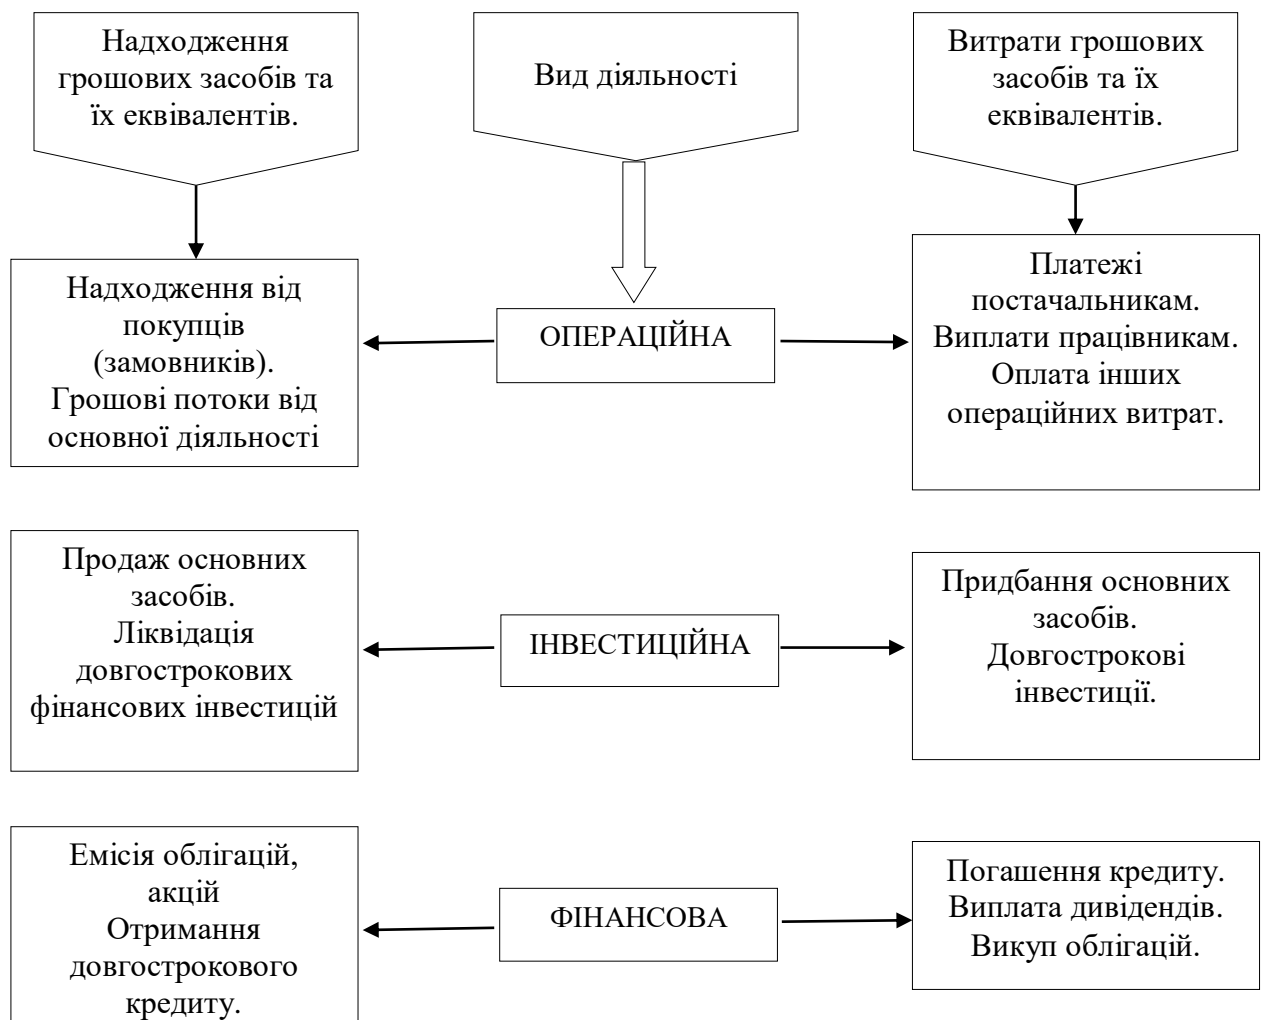 Надходження
грошових засобів та
їх еквівалентів.
Вид діяльності
Витрати грошових
засобів та їх
еквівалентів.
Надходження від
покупців
(замовників).
Грошові потоки від
основної діяльності
ОПЕРАЦІЙНА
Платежі
постачальникам.
Виплати працівникам.
Оплата інших
операційних витрат.
Продаж основних
засобів.
Ліквідація
довгострокових
фінансових інвестицій
ІНВЕСТИЦІЙНА
Придбання основних
засобів.
Довгострокові
інвестиції.
Емісія облігацій,
акцій
Отримання
довгострокового
кредиту.
ФІНАНСОВА
Погашення кредиту.
Виплата дивідендів.
Викуп облігацій.